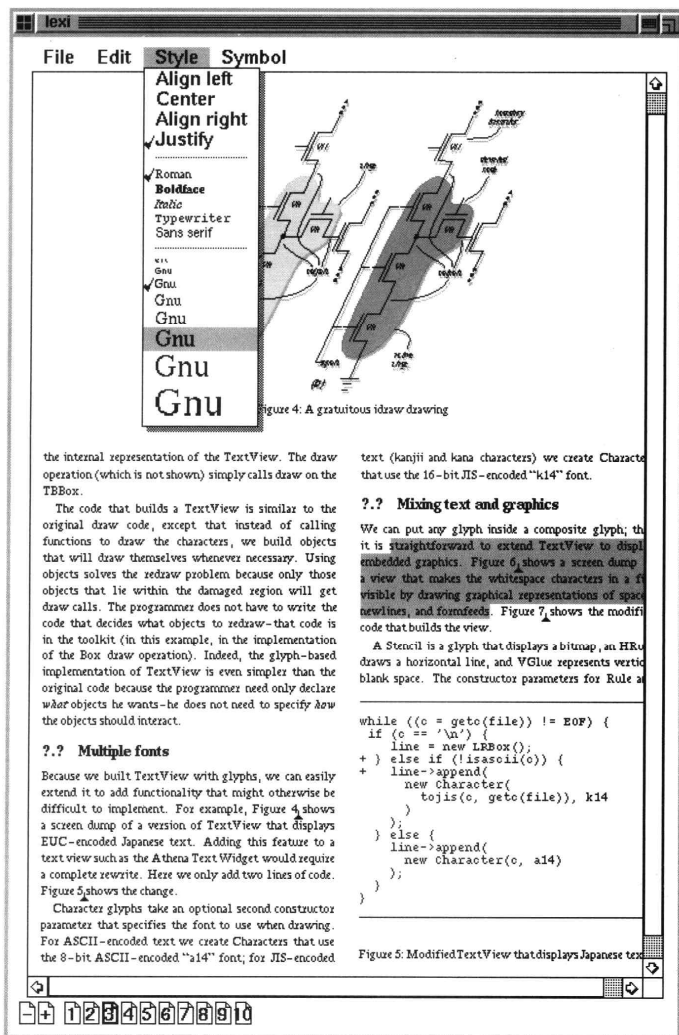 lexi
File Edit Style Symbol
Align left
Center
Align right
Justify
Roman
Boldface
Italic
Typewriter
Sans serif
Gnu
Gnu
Gnu
Gnu
Gnu
Gnu
Gnu
Figure 4: A gratuitous idraw drawing
the internal representation of the TextView. The draw
operation (which is not shown) simply calls draw on the
TBBox.
The code that builds a TextView is similar to the
original draw code, except that instead of calling
functions to draw the characters, we build objects
that will draw themselves whenever necessary. Using
objects solves the redraw problem because only those
objects that lie within the damaged region will get
draw calls. The programmer does not have to write the
code that decides what objects to redraw–that code is
in the toolkit (in this example, in the implementation
of the Box draw operation). Indeed, the glyph-based
implementation of TextView is even simpler than the
original code because the programmer need only declare
what objects he wants–he does not need to specify how
the objects should interact.
?.? Multiple fonts
Because we built TextView with glyphs, we can easily
extend it to add functionality that might otherwise be
difficult to implement. For example, Figure 4 shows
a screen dump of a version of TextView that displays
EUC-encoded Japanese text. Adding this feature to a
text view such as the Athena Text Widget would require
a complete rewrite. Here we only add two lines of code.
Figure 5 shows the change.
Character glyphs take an optional second constructor
parameter that specifies the font to use when drawing.
For ASCII-encoded text we create Characters that use
the 8-bit ASCII-encoded "a14" font; for JIS-encoded
text (kanjii and kana characters) we create Characte
that use the 16-bit JIS-encoded "k14" font.
?.? Mixing text and graphics
We can put any glyph inside a composite glyph; th
it is straightforward to extend TextView to displ
embedded graphics. Figure 6 shows a screen dump
a view that makes the whitespace characters in a fi
visible by drawing graphical representations of space
newlines, and formfeeds. Figure 7 shows the modifi
code that builds the view.
A Stencil is a glyph that displays a bitmap, an HRu
draws a horizontal line, and VGlue represents vertic
blank space. The constructor parameters for Rule a
while ((c = getc(file)) != EOF) {
if (c == '\n') {
line = new LRBox();
+ } else if (!isascii(c)) {
+ line->append(
new Character(
tojis(c, getc(file)), k14
)
);
} else {
line->append(
new Character(c, a14)
);
}
}
Figure 5: Modified TextView that displays Japanese tex
1 2 3 4 5 6 7 8 9 10